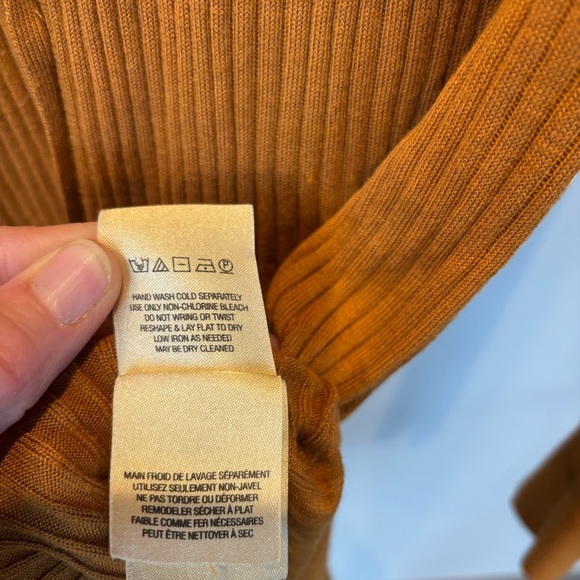 HAND WASH COLD SEPARATELY
USE ONLY NON-CHLORINE BLEACH
DO NOT WRING OR TWIST
RESHAPE & LAY FLAT TO DRY
LOW IRON AS NEEDED
MAY BE DRY CLEANED
MAIN FROID DE LAVAGE SÉPARÉMENT
UTILISEZ SEULEMENT NON-JAVEL
NE PAS TORDRE OU DÉFORMER
REMODELER SÉCHER À PLAT
FAIBLE COMME FER NÉCESSAIRES
PEUT ÊTRE NETTOYER À SEC